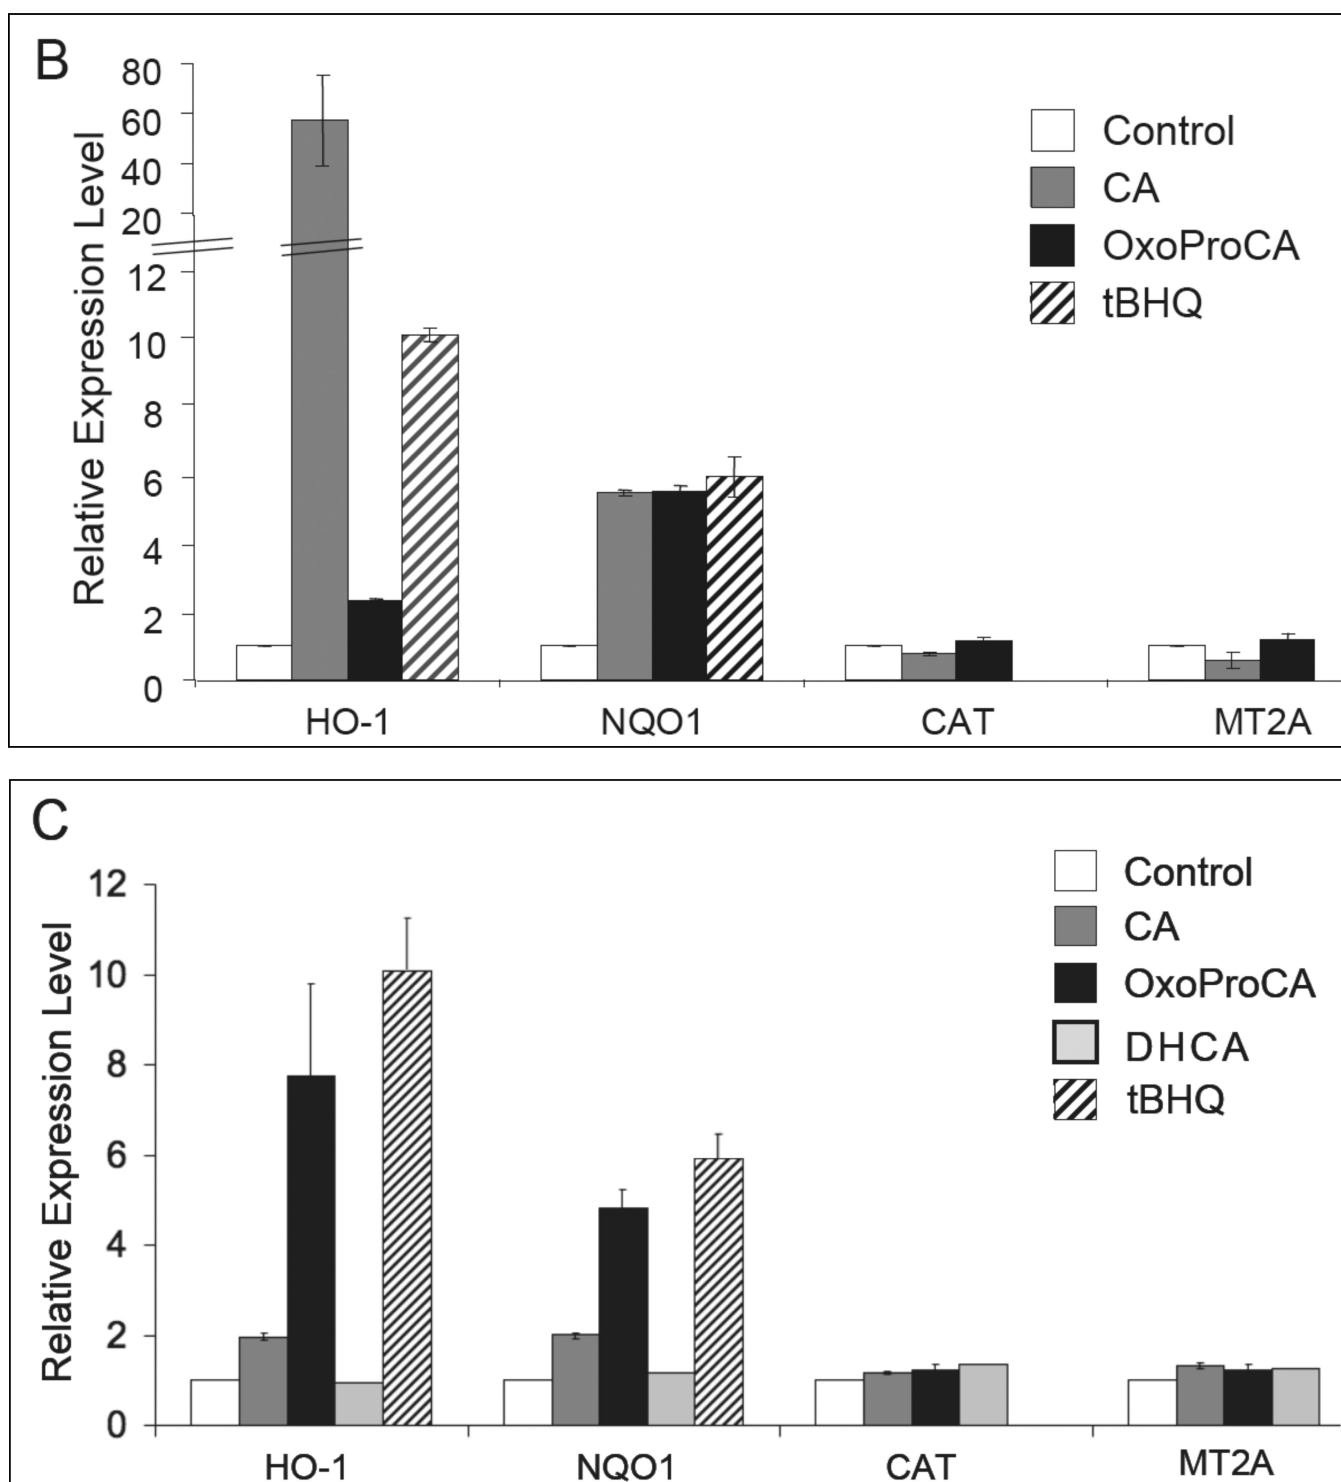 B
Relative Expression Level
80
60
40
20
12
10
8
6
4
2
0
Control
CA
OxoProCA
tBHQ
HO-1 NQO1 CAT MT2A
C
Relative Expression Level
12
10
8
6
4
2
0
Control
CA
OxoProCA
DHCA
tBHQ
HO-1 NQO1 CAT MT2A